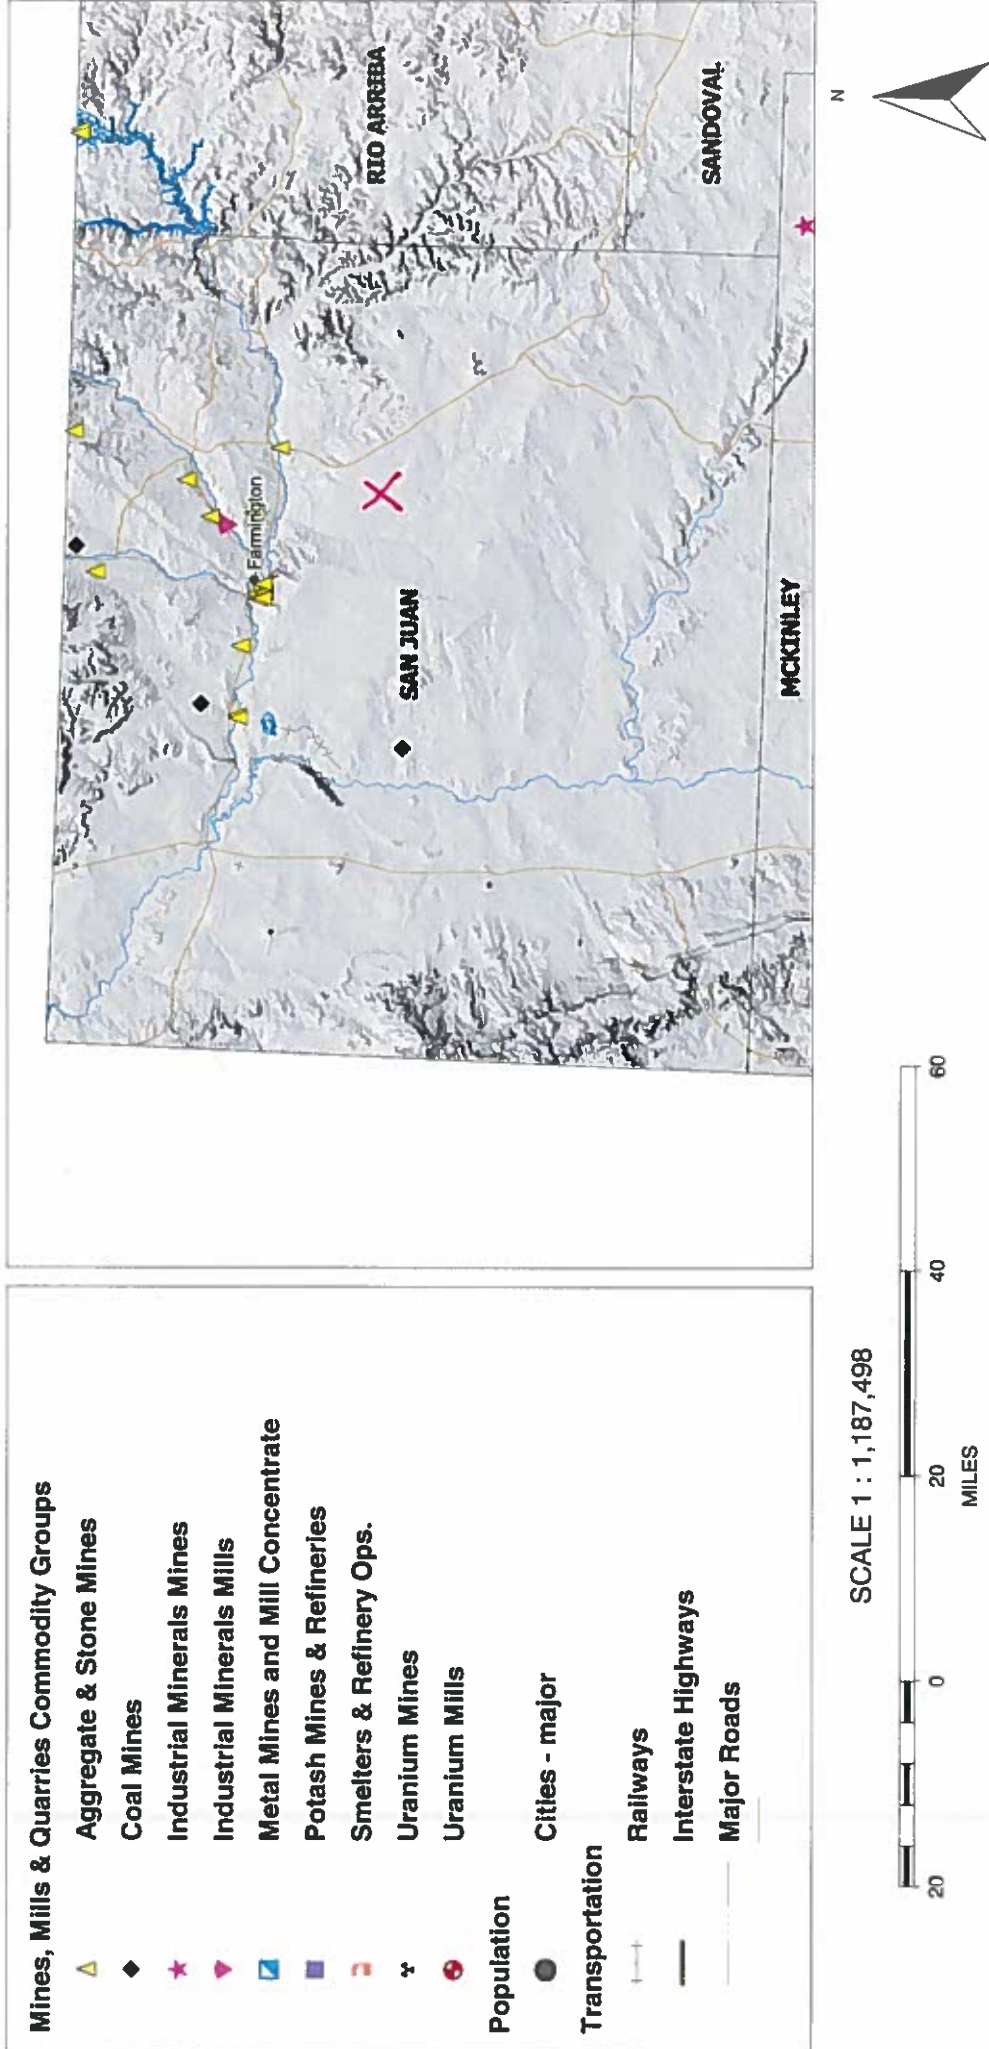 Mines, Mills & Quarries Commodity Groups
Aggregate & Stone Mines
Coal Mines
Industrial Minerals Mines
Industrial Minerals Mills
Metal Mines and Mill Concentrate
Potash Mines & Refineries
Smelters & Refinery Ops.
Uranium Mines
Uranium Mills
Population
Cities - major
Transportation
Railways
Interstate Highways
Major Roads
Farmington
RIO ARRIBA
SAN JUAN
SANDOVAL
MCKINLEY
SCALE 1 : 1,187,498
20 0 20 40 60
MILES
N